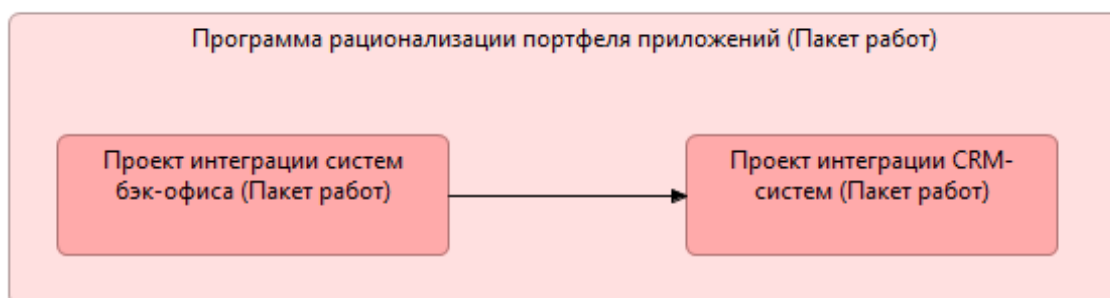 Программа рационализации портфеля приложений (Пакет работ)
Проект интеграции систем
бэк-офиса (Пакет работ)
Проект интеграции CRM-
систем (Пакет работ)